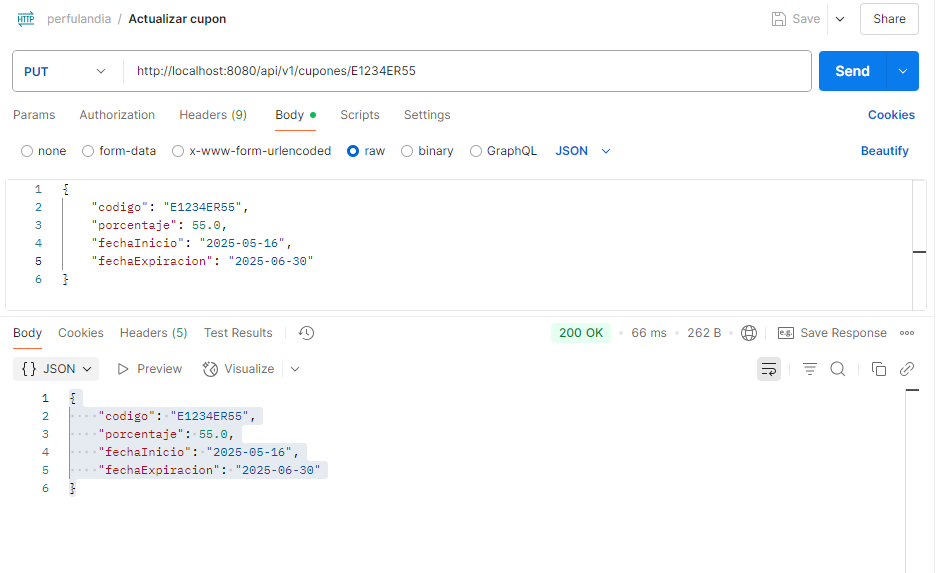 HTTP perfulandia / Actualizar cupon Save Share
PUT http://localhost:8080/api/v1/cupones/E1234ER55 Send
Params Authorization Headers (9) Body Scripts Settings Cookies
none form-data x-www-form-urlencoded raw binary GraphQL JSON Beautify
1 {
2 "codigo": "E1234ER55",
3 "porcentaje": 55.0,
4 "fechaInicio": "2025-05-16",
5 "fechaExpiracion": "2025-06-30"
6 }
Body Cookies Headers (5) Test Results 200 OK 66 ms 262 B e.g. Save Response
{} JSON Preview Visualize
1 {
2 "codigo": "E1234ER55",
3 "porcentaje": 55.0,
4 "fechaInicio": "2025-05-16",
5 "fechaExpiracion": "2025-06-30"
6 }